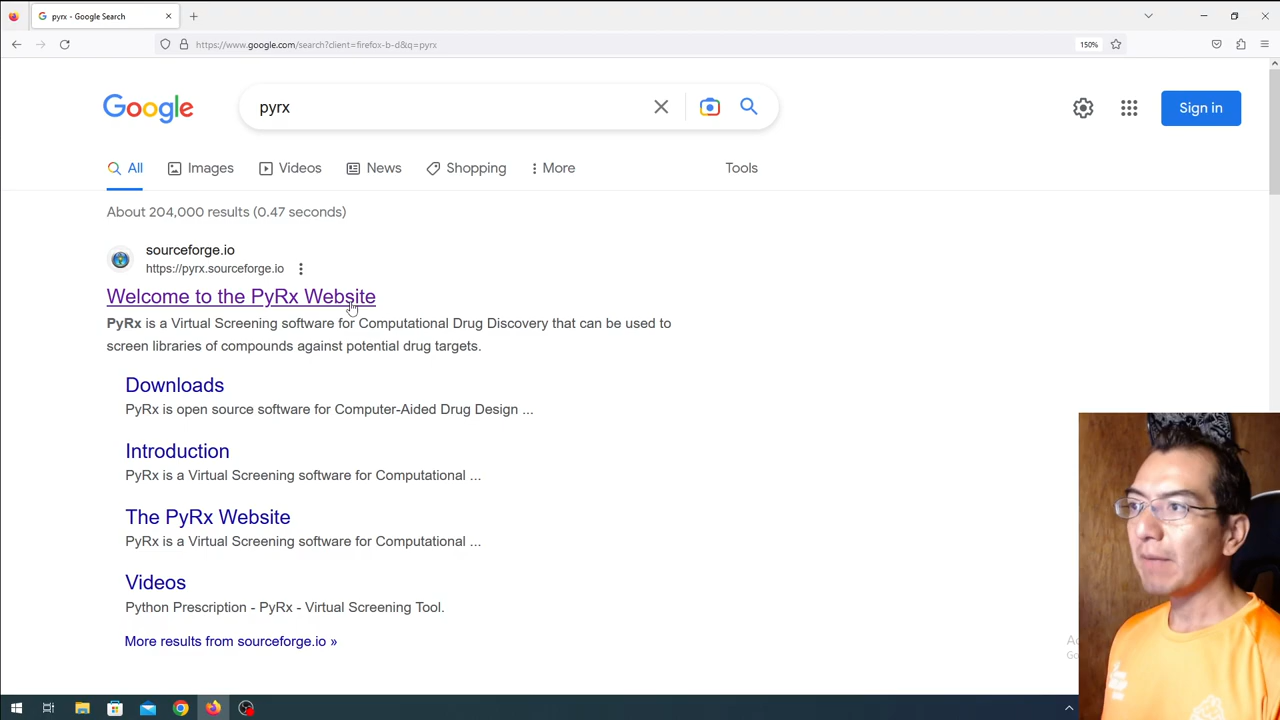 pyrx - Google Search
https://www.google.com/search?client=firefox-b-d&q=pyrx
150%
Google
pyrx
Sign in
All
Images
Videos
News
Shopping
More
Tools
About 204,000 results (0.47 seconds)
sourceforge.io
https://pyrx.sourceforge.io
Welcome to the PyRx Website
PyRx is a Virtual Screening software for Computational Drug Discovery that can be used to
screen libraries of compounds against potential drug targets.
Downloads
PyRx is open source software for Computer-Aided Drug Design ...
Introduction
PyRx is a Virtual Screening software for Computational ...
The PyRx Website
PyRx is a Virtual Screening software for Computational ...
Videos
Python Prescription - PyRx - Virtual Screening Tool.
More results from sourceforge.io »